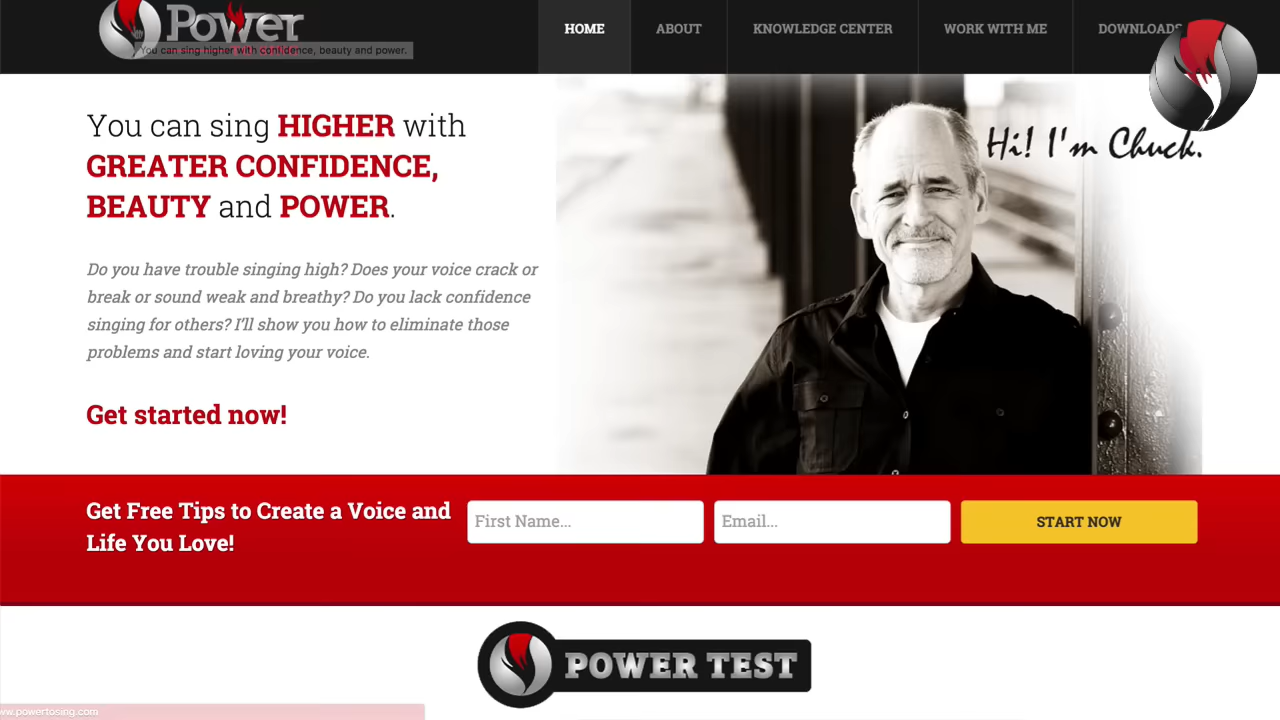 Power
You can sing higher with confidence, beauty and power.
HOME
ABOUT
KNOWLEDGE CENTER
WORK WITH ME
DOWNLOADS
Hi! I'm Chuck.
You can sing HIGHER with
GREATER CONFIDENCE,
BEAUTY and POWER.
Do you have trouble singing high? Does your voice crack or
break or sound weak and breathy? Do you lack confidence
singing for others? I'll show you how to eliminate those
problems and start loving your voice.
Get started now!
Get Free Tips to Create a Voice and
Life You Love!
First Name...
Email...
START NOW
POWER TEST
ww.powertosing.com